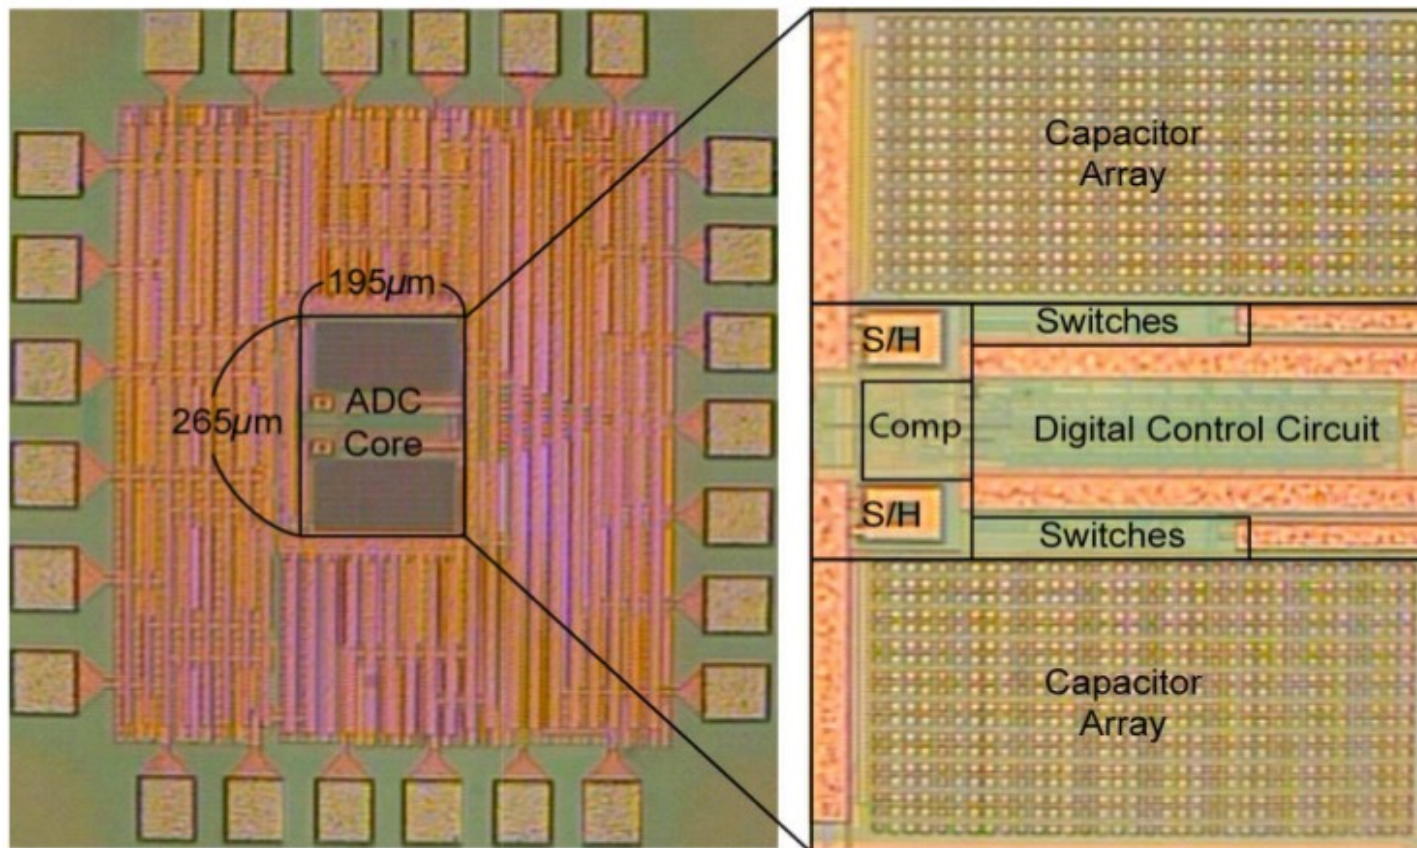 195µm
265µm
ADC
Core
Capacitor
Array
Switches
S/H
Comp
Digital Control Circuit
S/H
Switches
Capacitor
Array